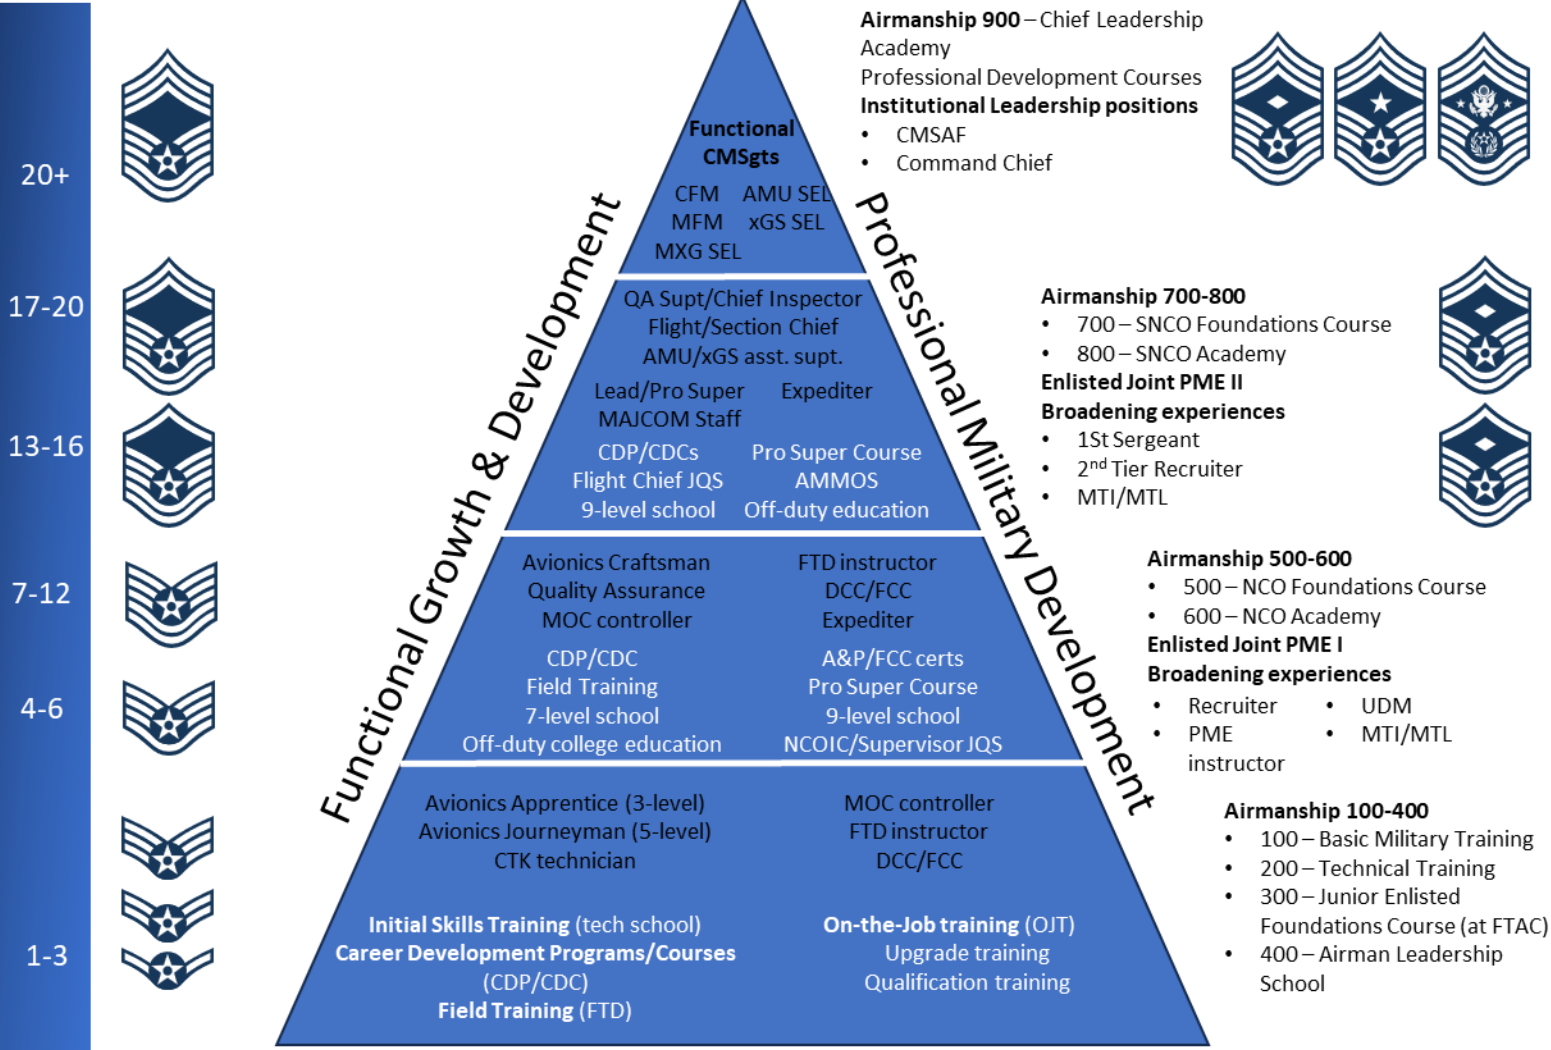 20+
17-20
13-16
7-12
4-6
1-3
Functional Growth & Development
Functional
CMSgts
CFM AMU SEL
MFM xGS SEL
MXG SEL
QA Supt/Chief Inspector
Flight/Section Chief
AMU/xGS asst. supt.
Lead/Pro Super Expediter
MAJCOM Staff
CDP/CDCs Pro Super Course
Flight Chief JQS AMMOS
9-level school Off-duty education
Avionics Craftsman FTD instructor
Quality Assurance DCC/FCC
MOC controller Expediter
CDP/CDC A&P/FCC certs
Field Training Pro Super Course
7-level school 9-level school
Off-duty college education NCOIC/Supervisor JQS
Avionics Apprentice (3-level) MOC controller
Avionics Journeyman (5-level) FTD instructor
CTK technician DCC/FCC
Initial Skills Training (tech school) On-the-Job training (OJT)
Career Development Programs/Courses Upgrade training
(CDP/CDC) Qualification training
Field Training (FTD)
Professional Military Development
Airmanship 900 – Chief Leadership
Academy
Professional Development Courses
Institutional Leadership positions
• CMSAF
• Command Chief
Airmanship 700-800
• 700 – SNCO Foundations Course
• 800 – SNCO Academy
Enlisted Joint PME II
Broadening experiences
• 1St Sergeant
• 2nd Tier Recruiter
• MTI/MTL
Airmanship 500-600
• 500 – NCO Foundations Course
• 600 – NCO Academy
Enlisted Joint PME I
Broadening experiences
• Recruiter • UDM
• PME • MTI/MTL
instructor
Airmanship 100-400
• 100 – Basic Military Training
• 200 – Technical Training
• 300 – Junior Enlisted
Foundations Course (at FTAC)
• 400 – Airman Leadership
School